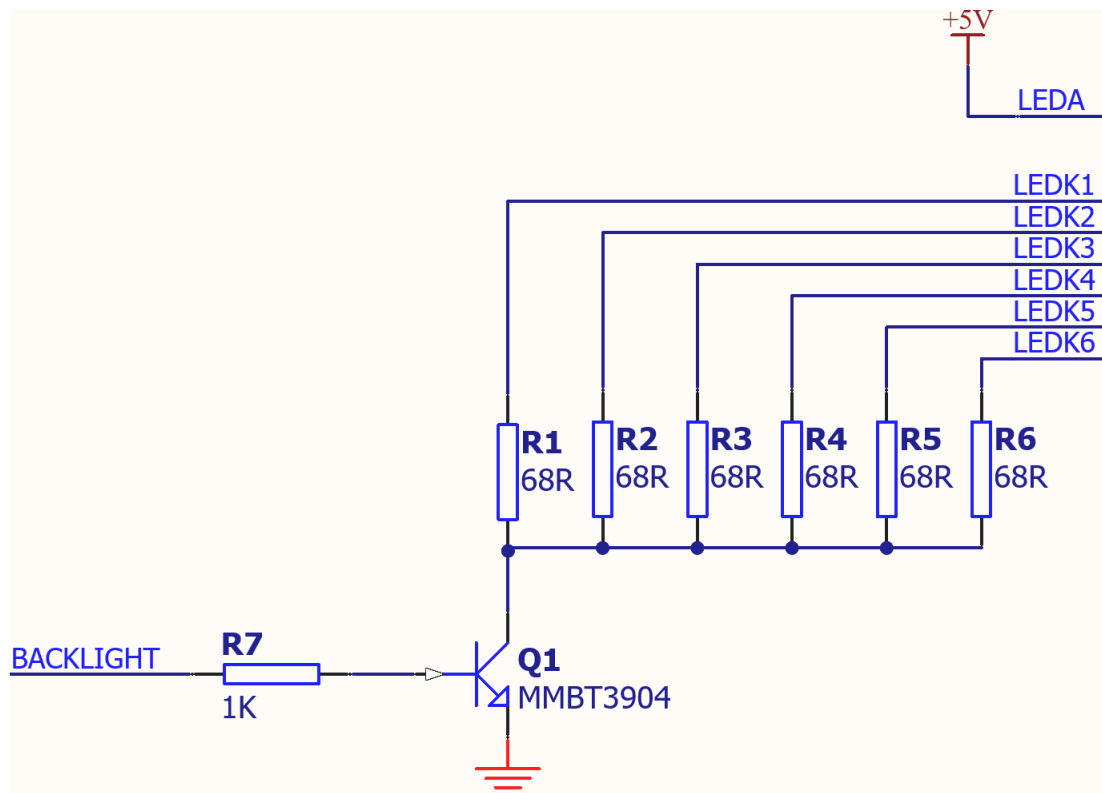 +5V
LEDA
LEDK1
LEDK2
LEDK3
LEDK4
LEDK5
LEDK6
R1
68R
R2
68R
R3
68R
R4
68R
R5
68R
R6
68R
BACKLIGHT
R7
1K
Q1
MMBT3904